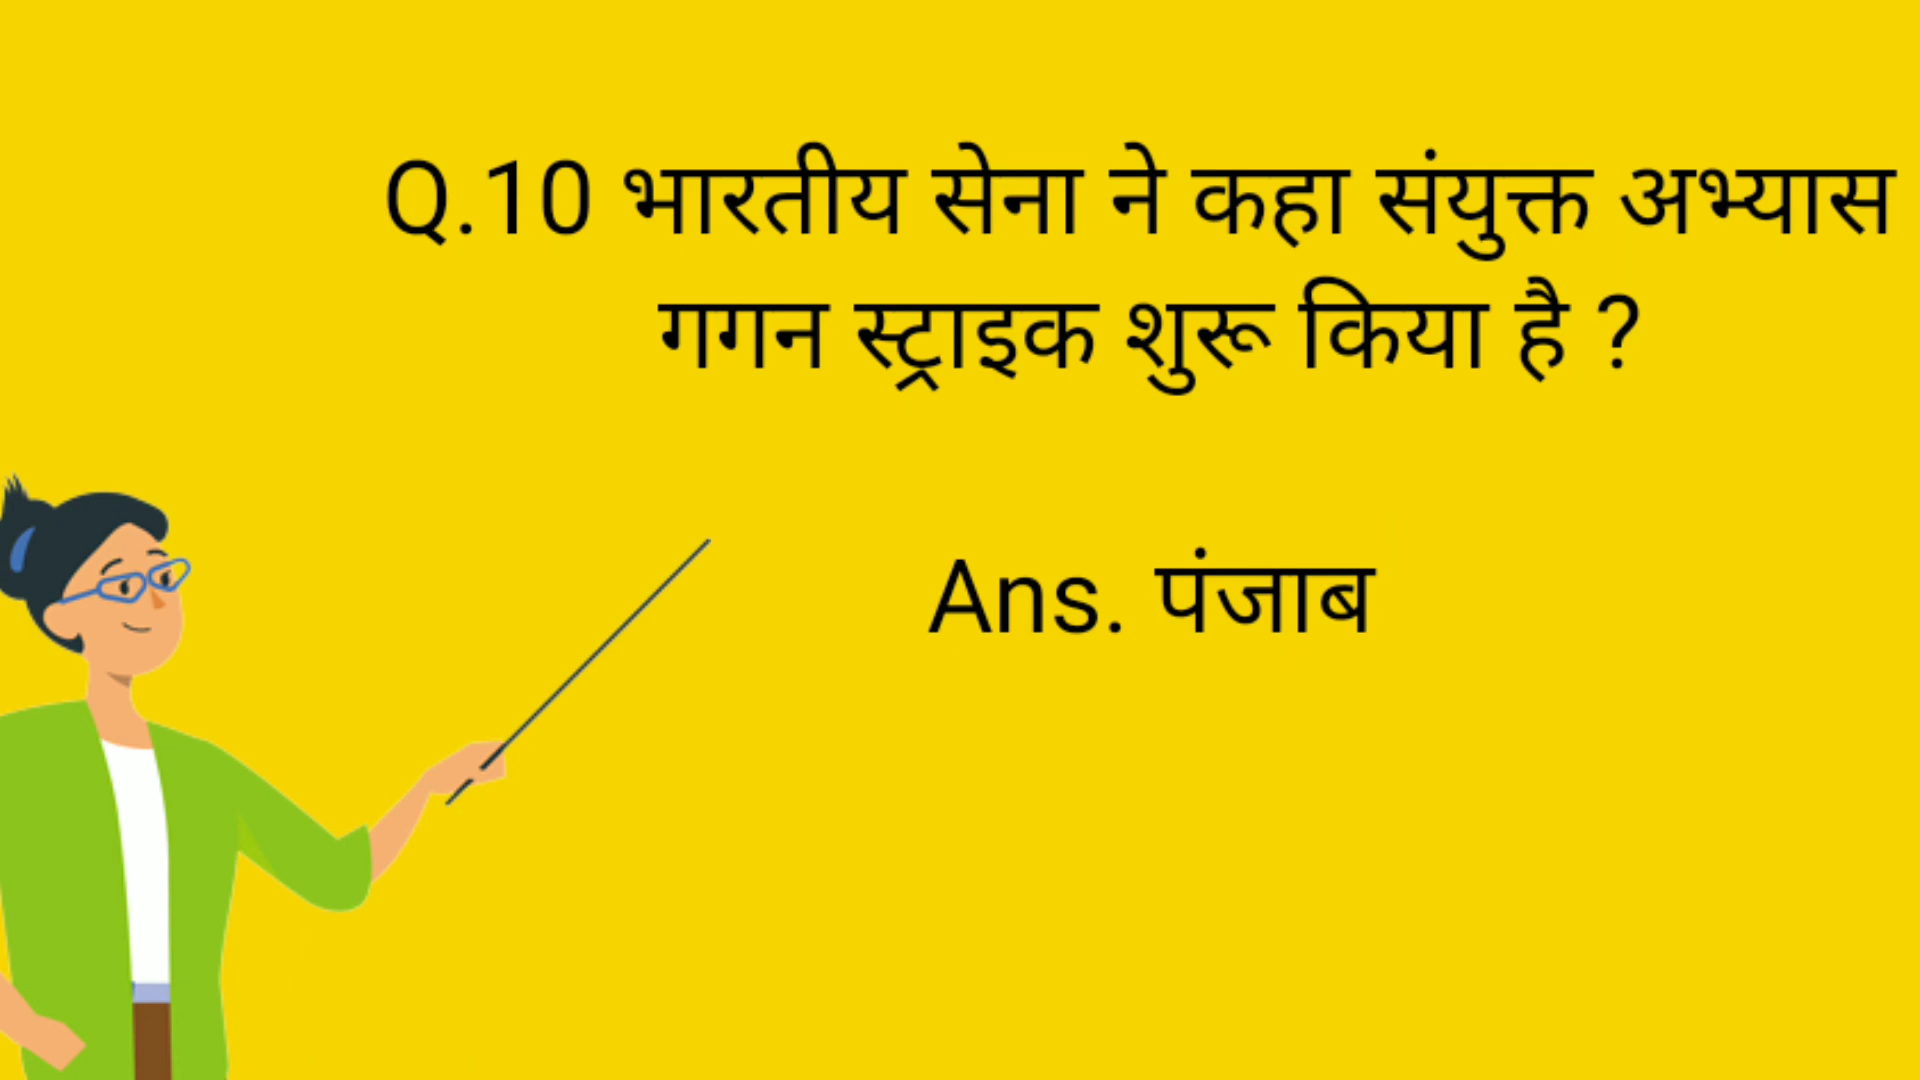 Q.10 भारतीय सेना ने कहा संयुक्त अभ्यास
गगन स्ट्राइक शुरू किया है ?
Ans. पंजाब